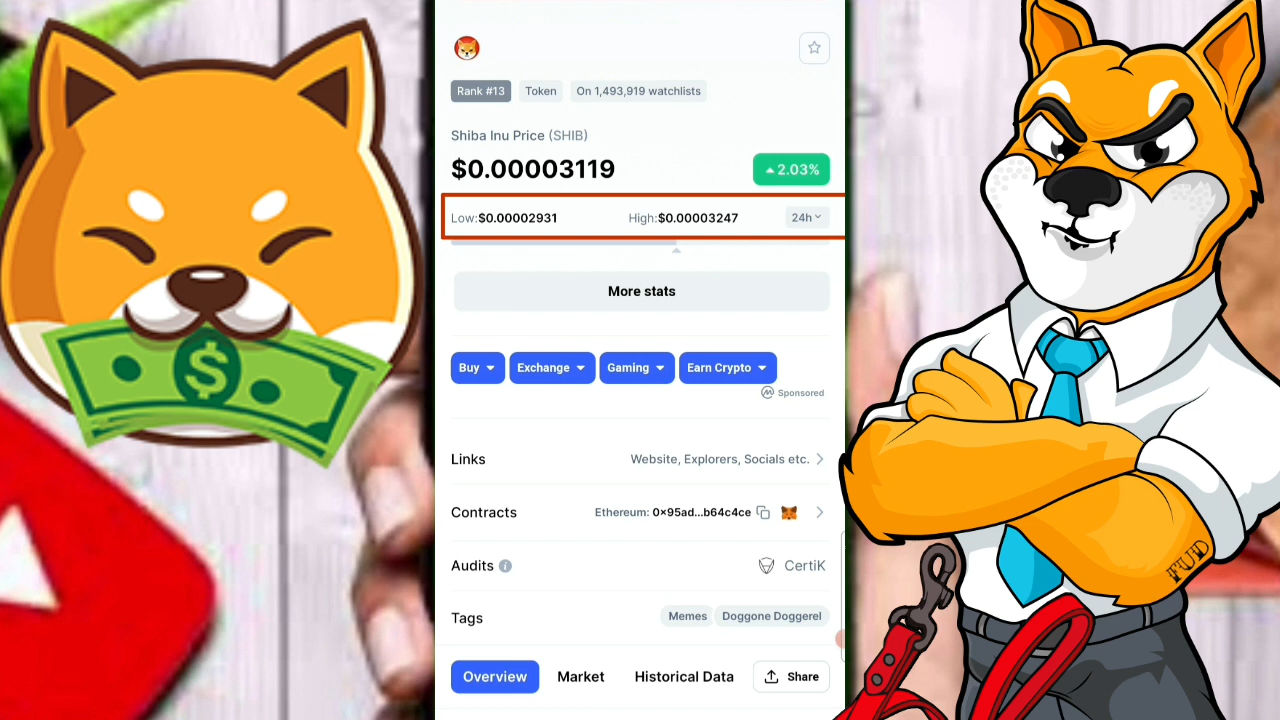 Rank #13 Token On 1,493,919 watchlists
Shiba Inu Price (SHIB)
$0.00003119 2.03%
Low:$0.00002931 High:$0.00003247 24h
More stats
Buy Exchange Gaming Earn Crypto
Sponsored
Links Website, Explorers, Socials etc.
Contracts Ethereum: 0x95ad...b64c4ce
Audits i CertiK
Tags Memes Doggone Doggerel
Overview Market Historical Data Share
$
FUD